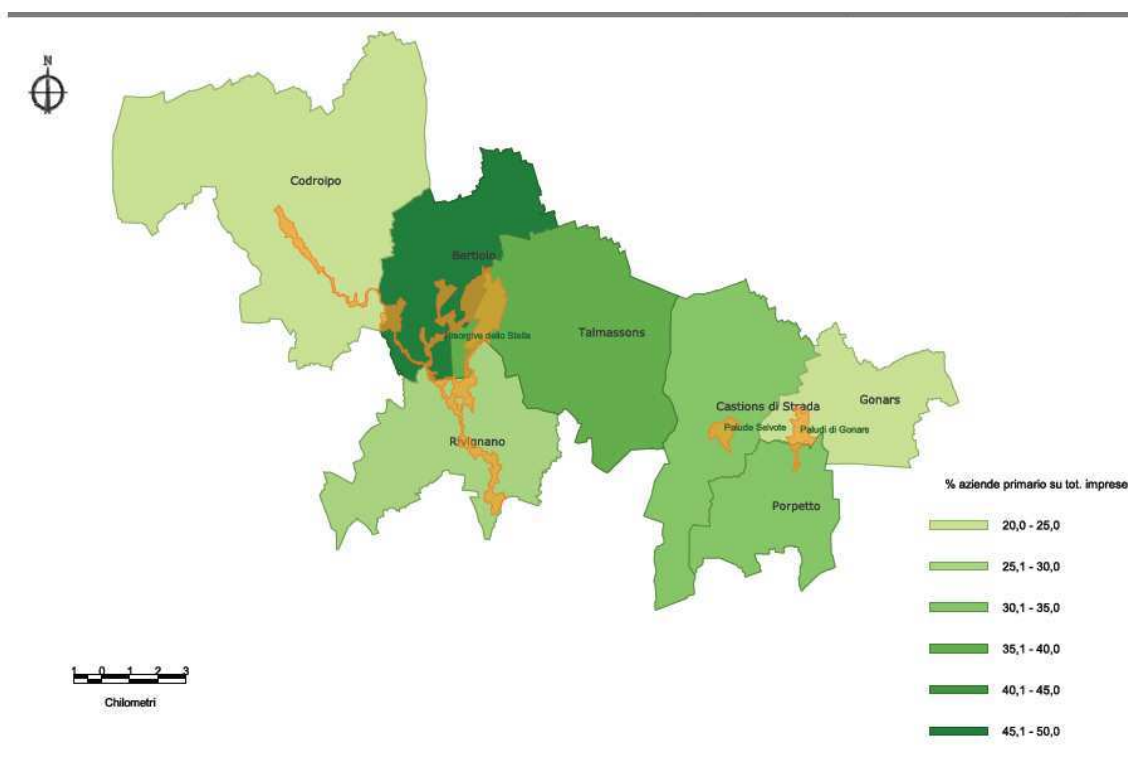 N
Codroipo
Bertiolo
Talmassons
Risorgive dello Stella
Castions di Strada
Gonars
Palude Selvote
Paludi di Gonars
Rivignano
Porpetto
% aziende primario su tot. imprese
20,0 - 25,0
25,1 - 30,0
30,1 - 35,0
35,1 - 40,0
40,1 - 45,0
45,1 - 50,0
1 0 1 2 3
Chilometri